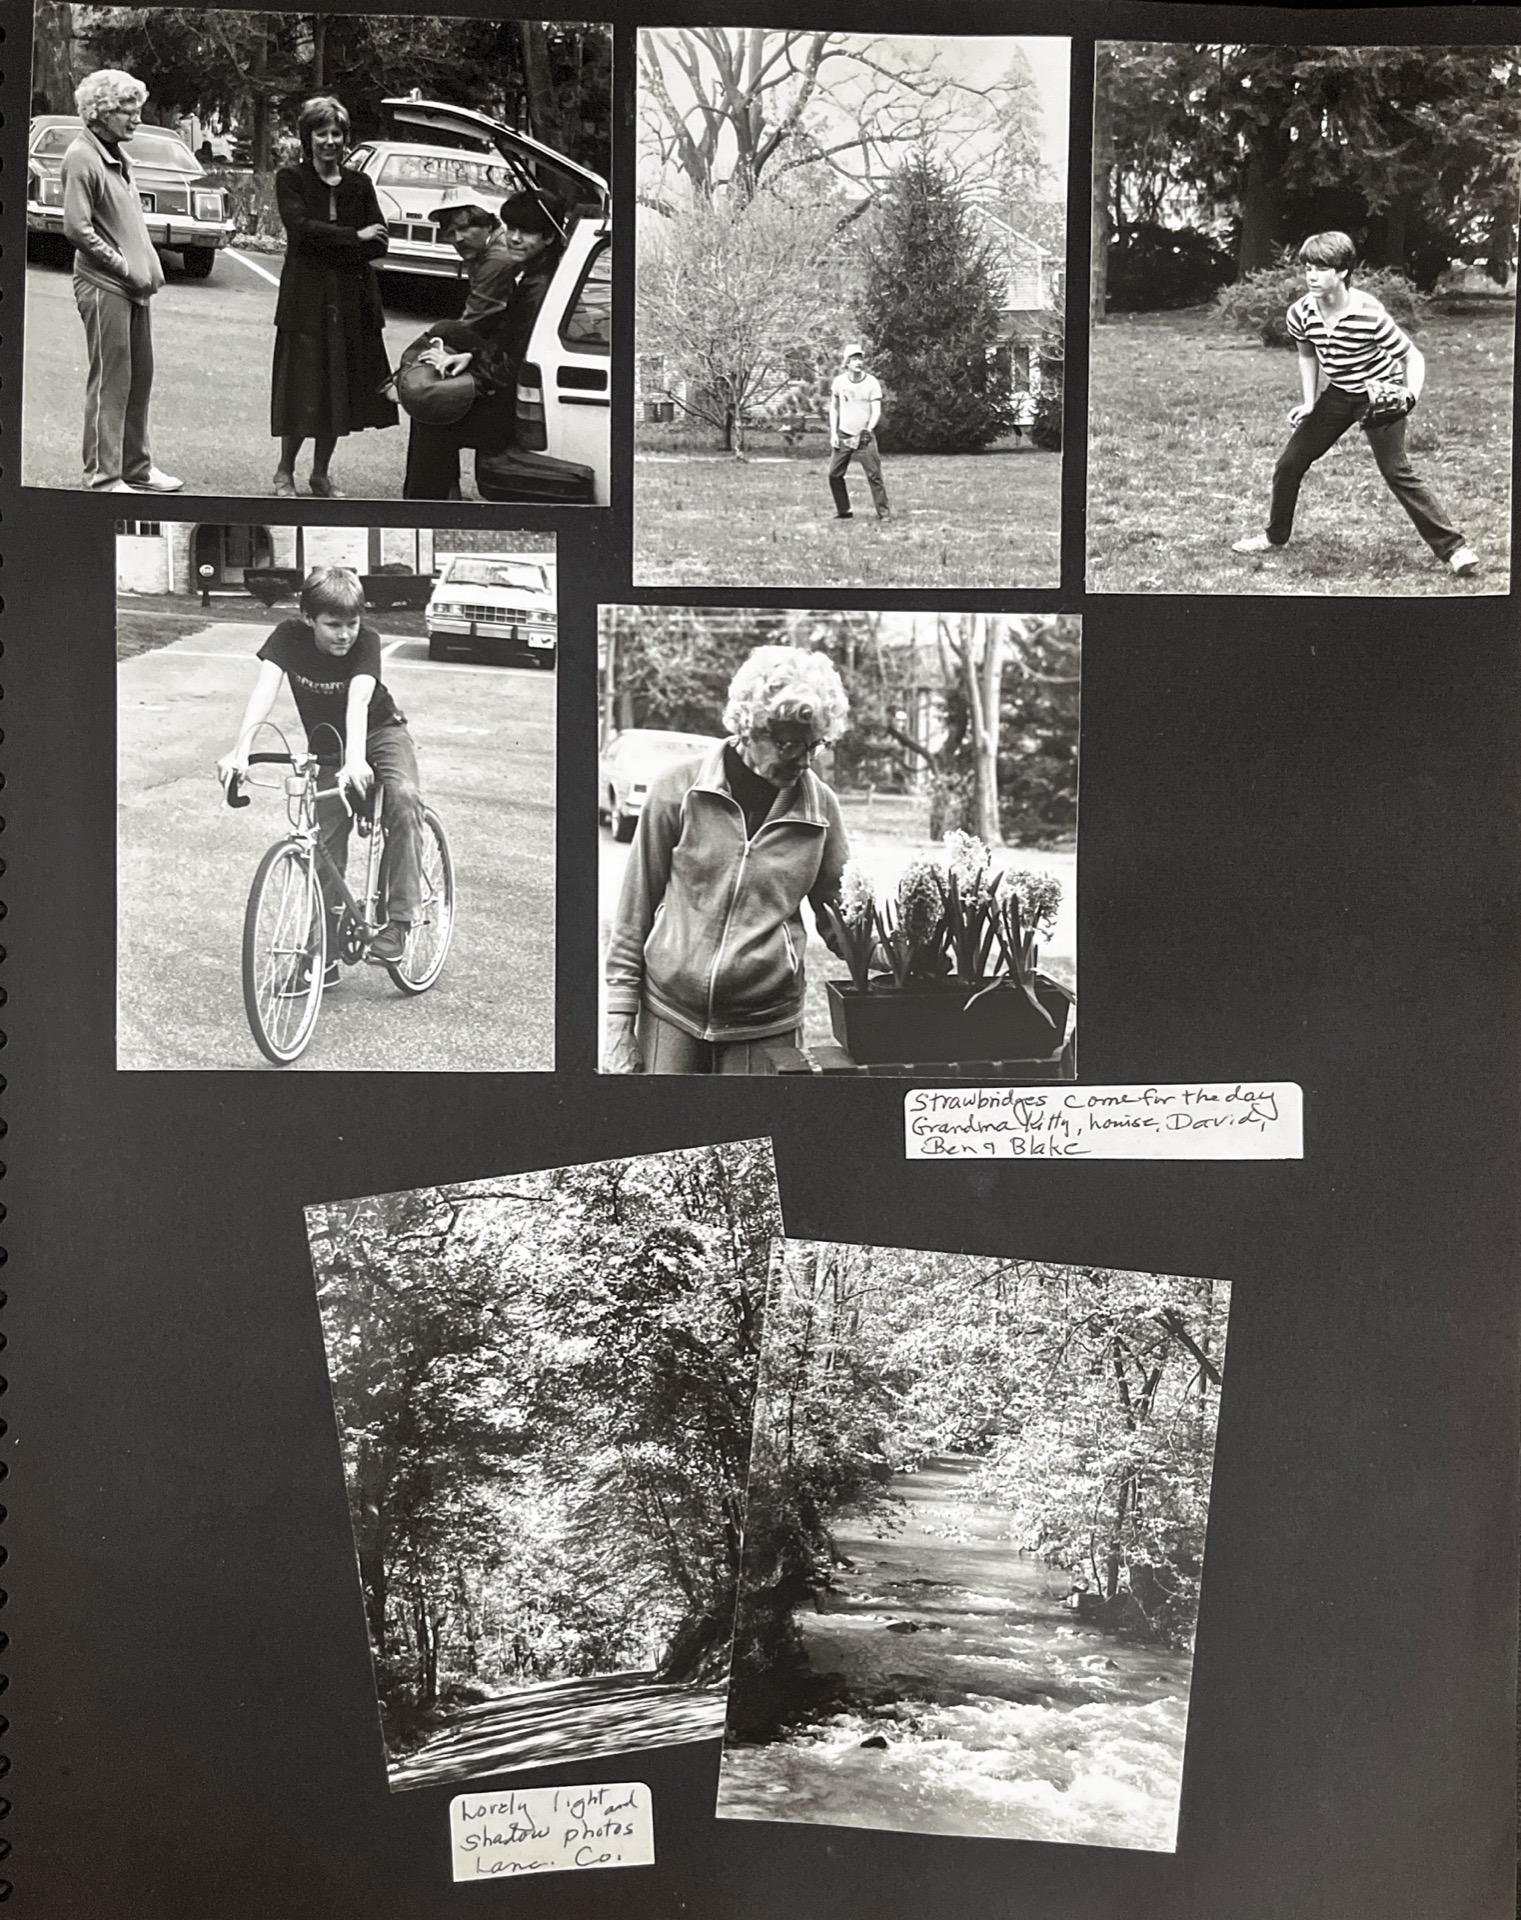 Strawbridges come for the day
Grandma Kitty, Louise, David,
Ben & Blake
Lovely light and
shadow photos
Lanc. Co.